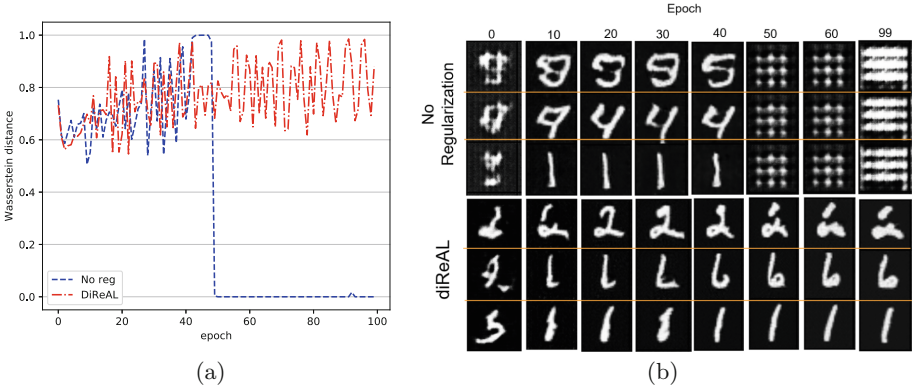 1.0
0.8
0.6
0.4
0.2
0.0
Wasserstein distance
No reg
DiReAL
0 20 40 60 80 100
epoch
(a)
Epoch
0 10 20 30 40 50 60 99
No
Regularization
diReAL
(b)